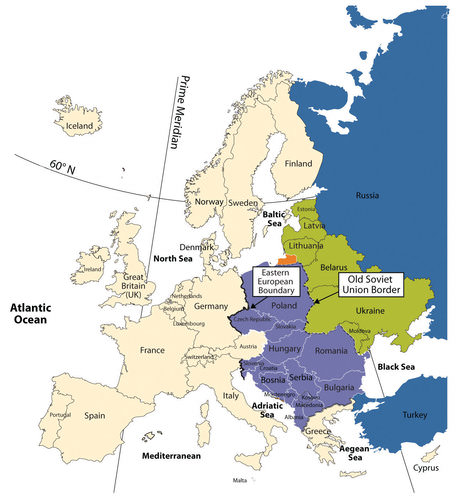 Iceland
Prime Meridian
60° N
Norway
Sweden
Finland
Russia
Baltic
Sea
Estonia
Latvia
Lithuania
Denmark
North Sea
Ireland
Great
Britain
(UK)
Netherlands
Belgium
Luxembourg
Germany
Eastern
European
Boundary
Poland
Belarus
Old Soviet
Union Border
Ukraine
Moldova
Atlantic
Ocean
France
Switzerland
Austria
Czech Republic
Slovakia
Hungary
Romania
Slovenia
Croatia
Bosnia
Serbia
Montenegro
Kosovo
Macedonia
Albania
Bulgaria
Black Sea
Portugal
Spain
Italy
Adriatic
Sea
Greece
Aegean
Sea
Turkey
Cyprus
Mediterranean
Malta